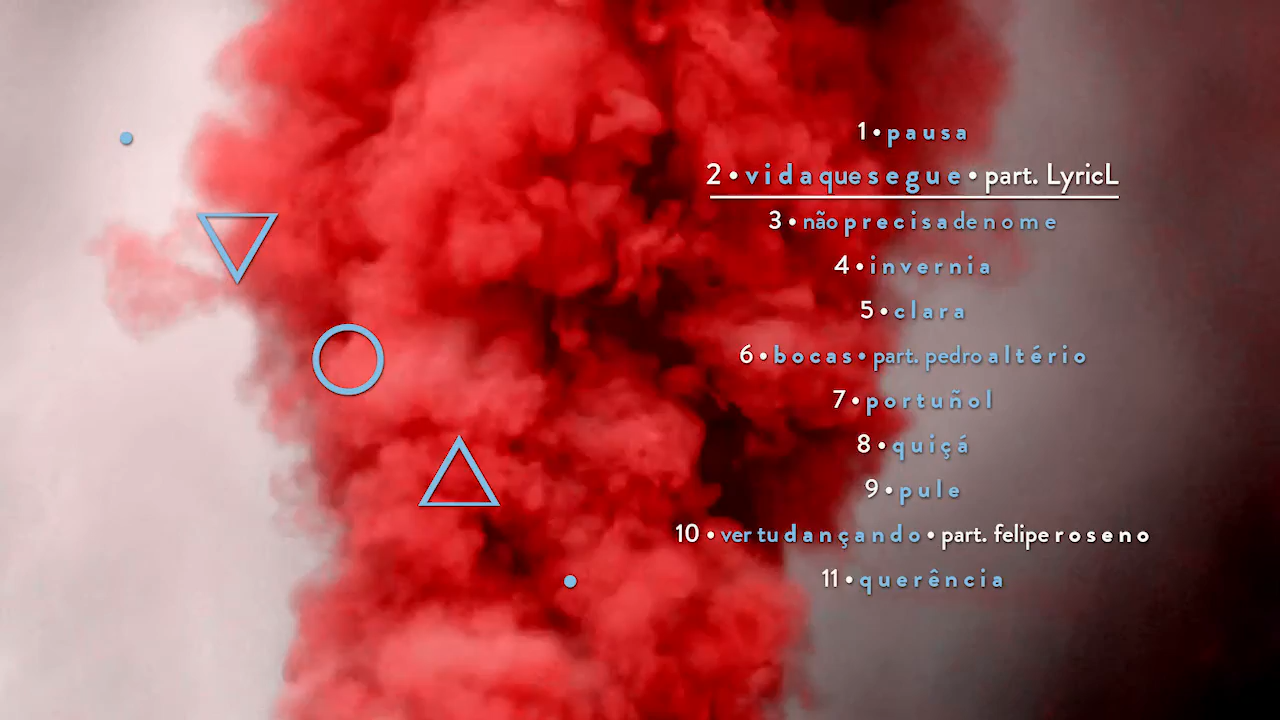 1 • pausa
2 • vida que segue • part. LyricL
3 • não precisa de nome
4 • invernia
5 • clara
6 • bocas • part. pedro altério
7 • portuñol
8 • quiçá
9 • pule
10 • ver tu dançando • part. felipe roseno
11 • querência